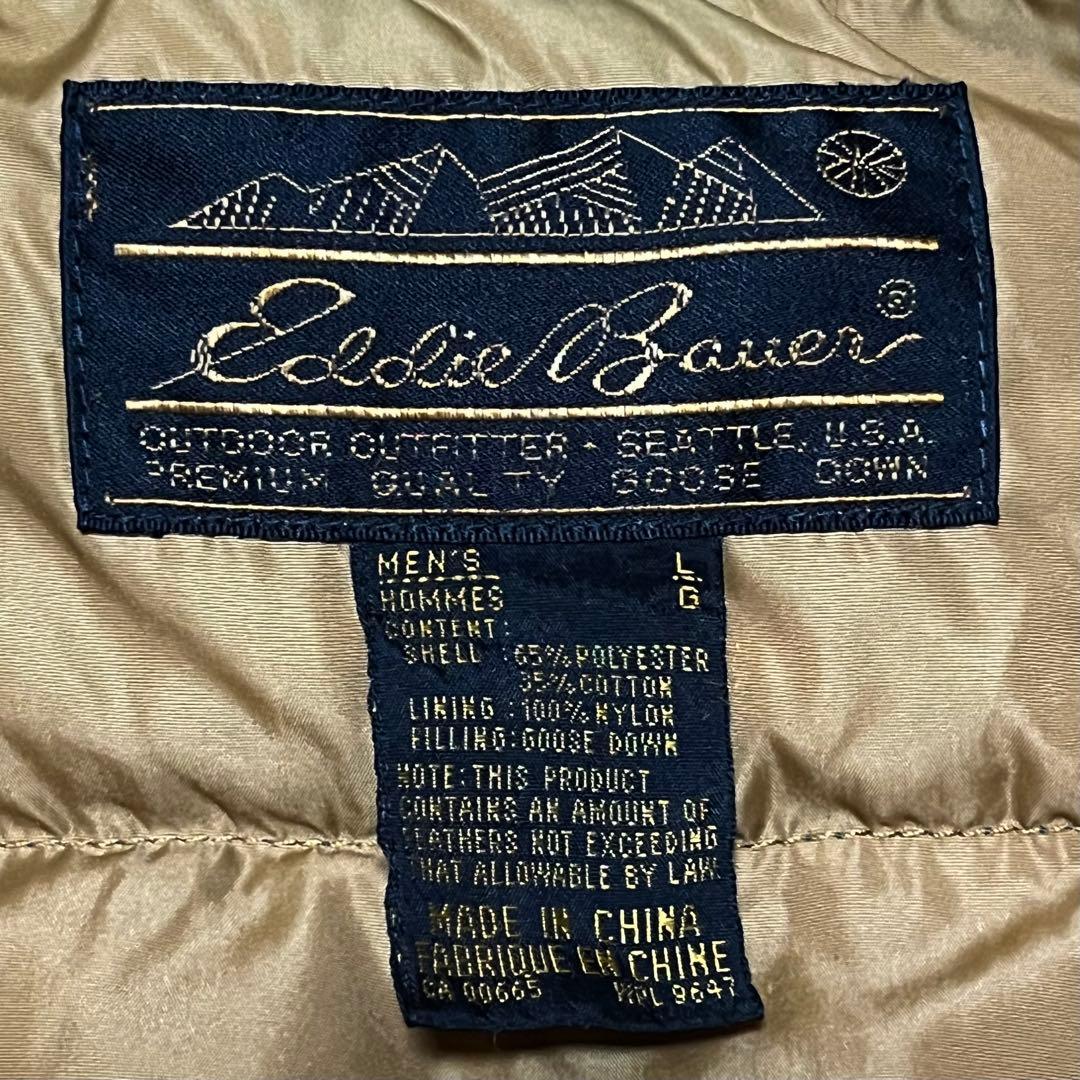 Eddie Bauer®
OUTDOOR OUTFITTER · SEATTLE, U.S.A.
PREMIUM QUALITY GOOSE DOWN
MEN'S L
HOMMES G
CONTENT:
SHELL : 65% POLYESTER
35% COTTON
LINING : 100% NYLON
FILLING: GOOSE DOWN
NOTE: THIS PRODUCT
CONTAINS AN AMOUNT OF
FEATHERS NOT EXCEEDING
THAT ALLOWABLE BY LAW.
MADE IN CHINA
FABRIQUE EN CHINE
CA 00665 WPL 9647